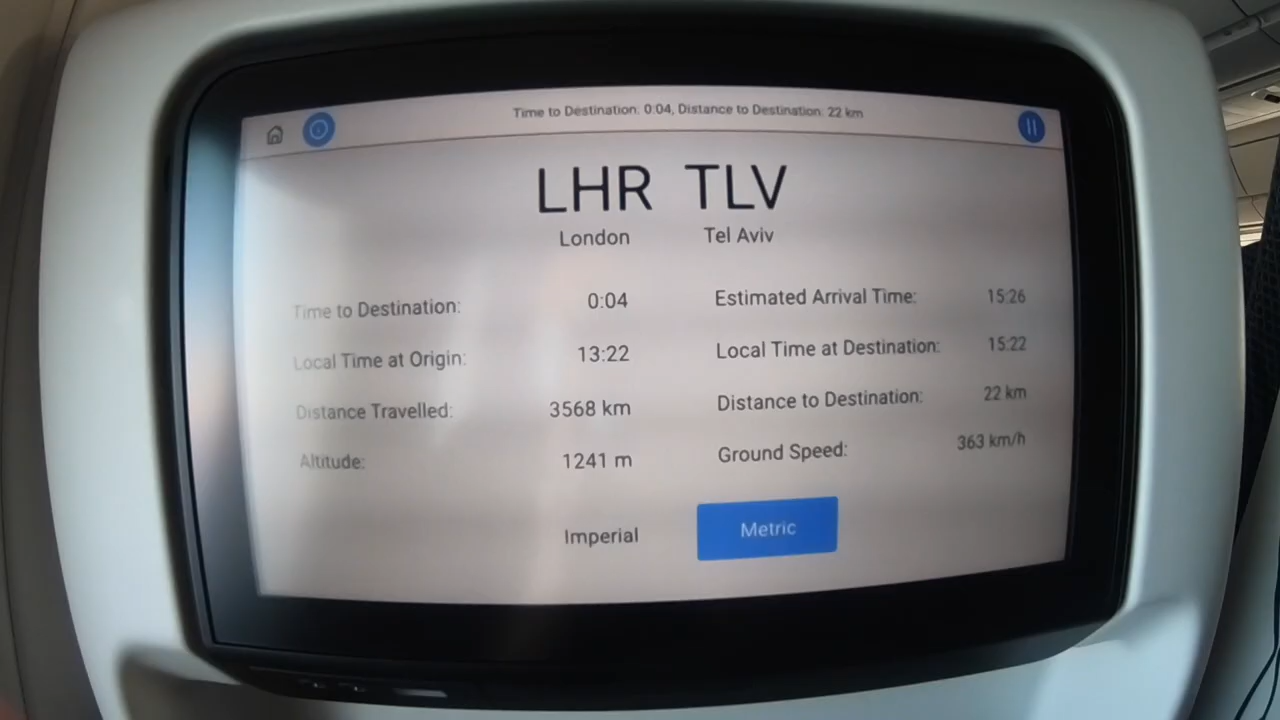 Time to Destination: 0:04, Distance to Destination: 22 km
LHR TLV
London Tel Aviv
Time to Destination: 0:04 Estimated Arrival Time: 15:26
Local Time at Origin: 13:22 Local Time at Destination: 15:22
Distance Travelled: 3568 km Distance to Destination: 22 km
Altitude: 1241 m Ground Speed: 363 km/h
Imperial Metric